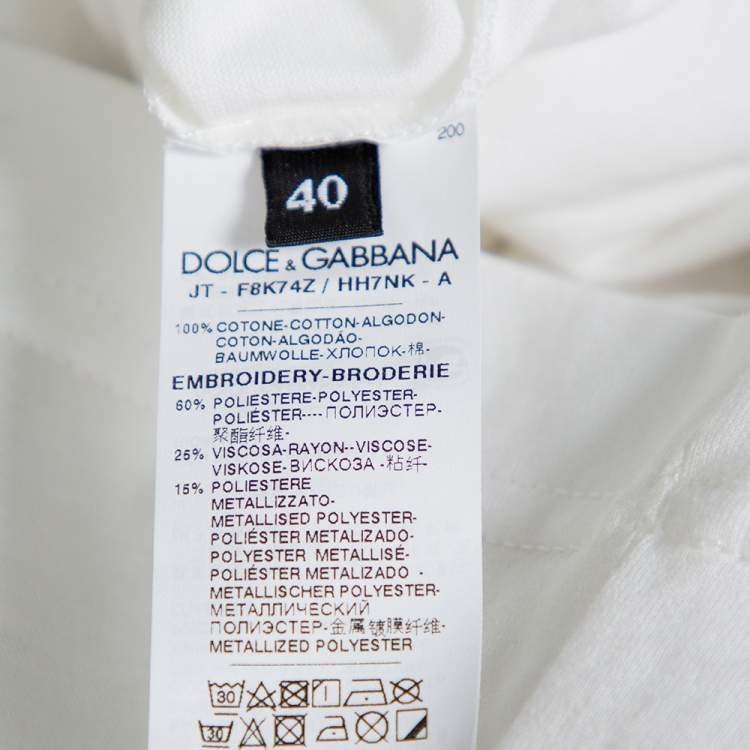 200
40
DOLCE & GABBANA
JT - F8K74Z / HH7NK - A
100% COTONE-COTTON-ALGODON-
COTON-ALGODÃO-
BAUMWOLLE-ХЛОПОК-棉-
EMBROIDERY-BRODERIE
60% POLIESTERE-POLYESTER-
POLIÉSTER----ПОЛИЭСТЕР-
聚酯纤维-
25% VISCOSA-RAYON--VISCOSE-
VISKOSE-ВИСКОЗА -粘纤-
15% POLIESTERE
METALLIZZATO-
METALLISED POLYESTER-
POLIÉSTER METALIZADO-
POLYESTER METALLISÉ-
POLIÉSTER METALIZADO -
METALLISCHER POLYESTER-
МЕТАЛЛИЧЕСКИЙ
ПОЛИЭСТЕР-金属镀膜纤维-
METALLIZED POLYESTER
30
30